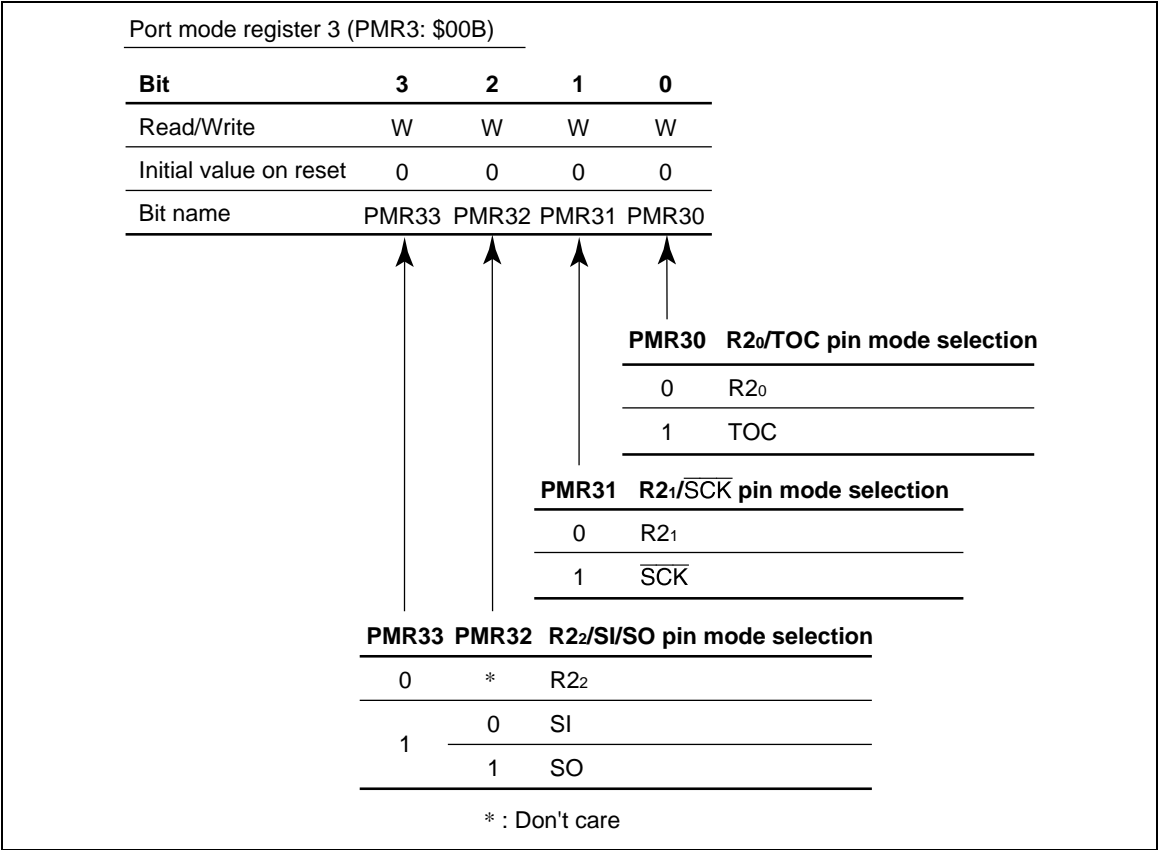 Port mode register 3 (PMR3: $00B)
Bit 3 2 1 0
Read/Write W W W W
Initial value on reset 0 0 0 0
Bit name PMR33 PMR32 PMR31 PMR30
PMR30 R2₀/TOC pin mode selection
0 R2₀
1 TOC
PMR31 R2₁/S̅C̅K̅ pin mode selection
0 R2₁
1 S̅C̅K̅
PMR33 PMR32 R2₂/SI/SO pin mode selection
0 * R2₂
1 0 SI
1 SO
* : Don't care